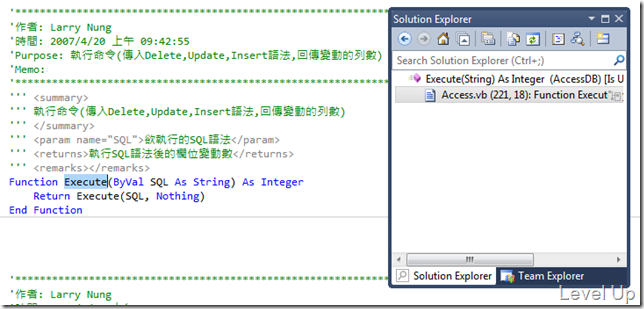 '*******************************************************
'作者: Larry Nung
'時間: 2007/4/20 上午 09:42:55
'Purpose: 執行命令(傳入Delete,Update,Insert語法,回傳變動的列數)
'Memo:
'*******************************************************
''' <summary>
''' 執行命令(傳入Delete,Update,Insert語法,回傳變動的列數)
''' </summary>
''' <param name="SQL">欲執行的SQL語法</param>
''' <returns>執行SQL語法後的欄位變動數</returns>
''' <remarks></remarks>
Function Execute(ByVal SQL As String) As Integer
Return Execute(SQL, Nothing)
End Function
'*******************************************************
'作者: Larry Nung
Solution Explorer
Search Solution Explorer (Ctrl+;)
Execute(String) As Integer (AccessDB) [Is U
Access.vb (221, 18): Function Execut
Solution Explorer
Team Explorer
Level Up